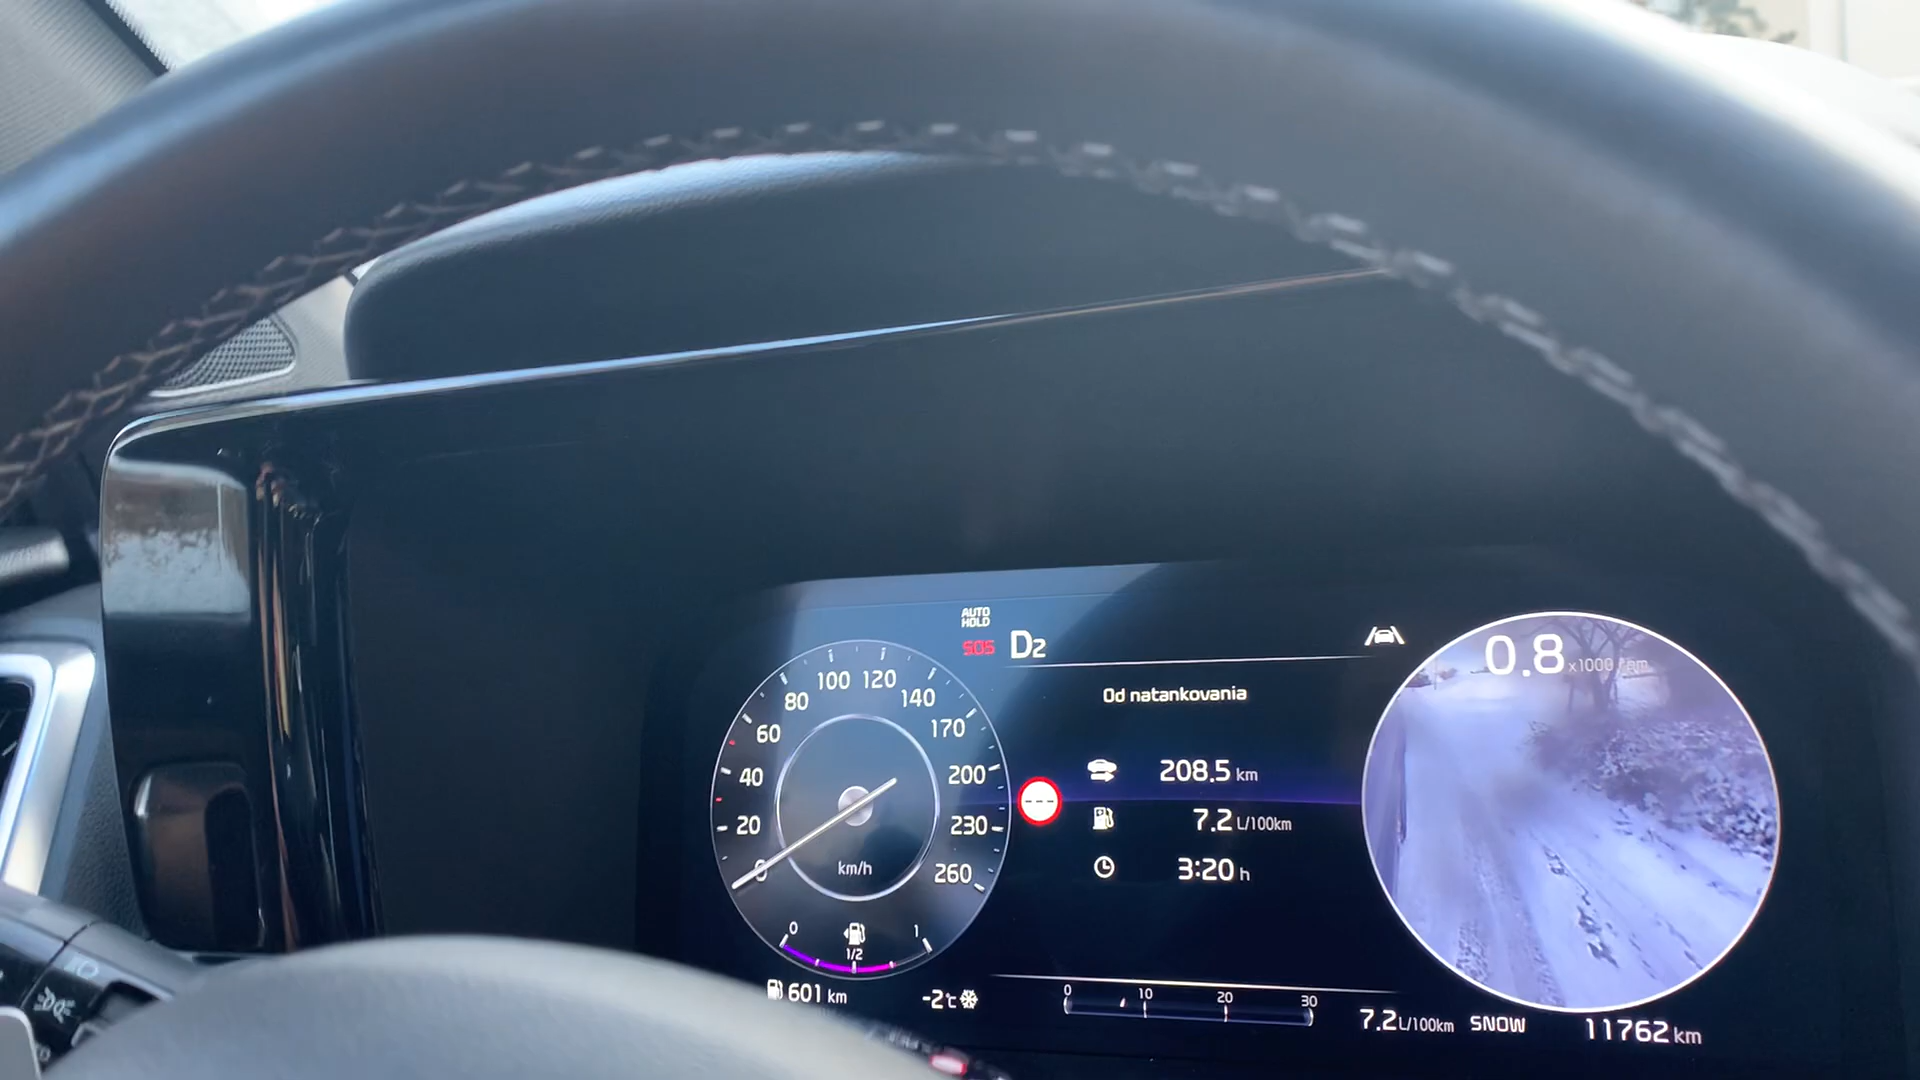 AUTO
HOLD
SOS
D2
0.8 x1000
Od natankovania
208.5 km
7.2 L/100km
3:20 h
0
20
40
60
80
100
120
140
170
200
230
260
km/h
---
0
1/2
1
601 km
-2°C
0
10
20
30
7.2 L/100km
SNOW
11762 km